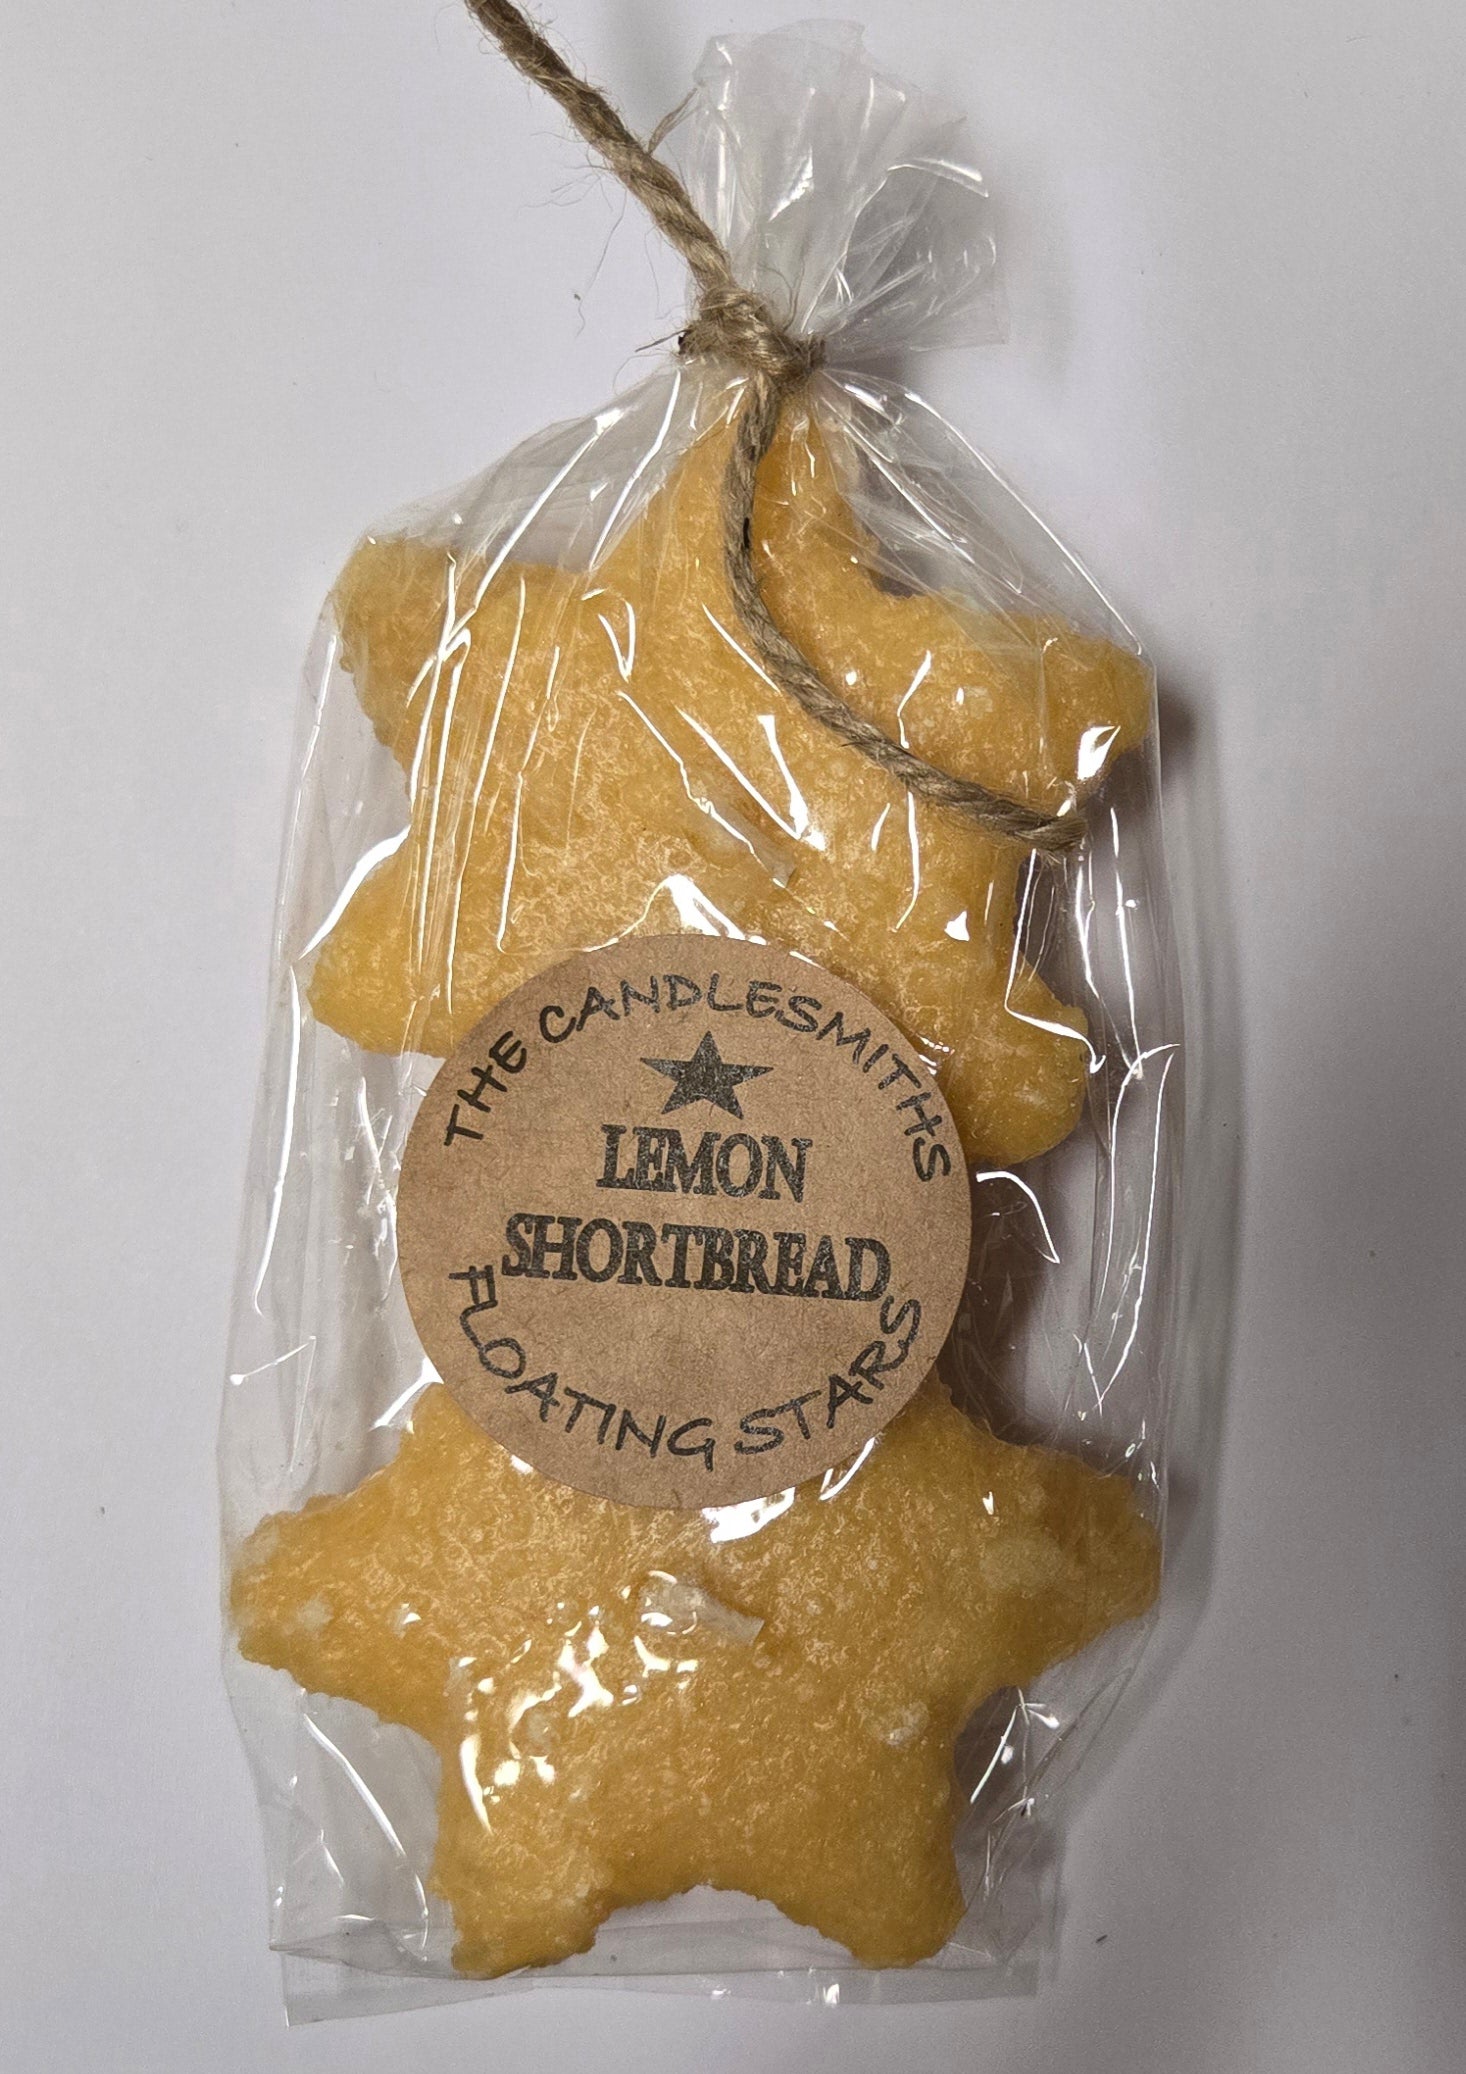 THE CANDLESMITHS
LEMON
SHORTBREAD
FLOATING STARS